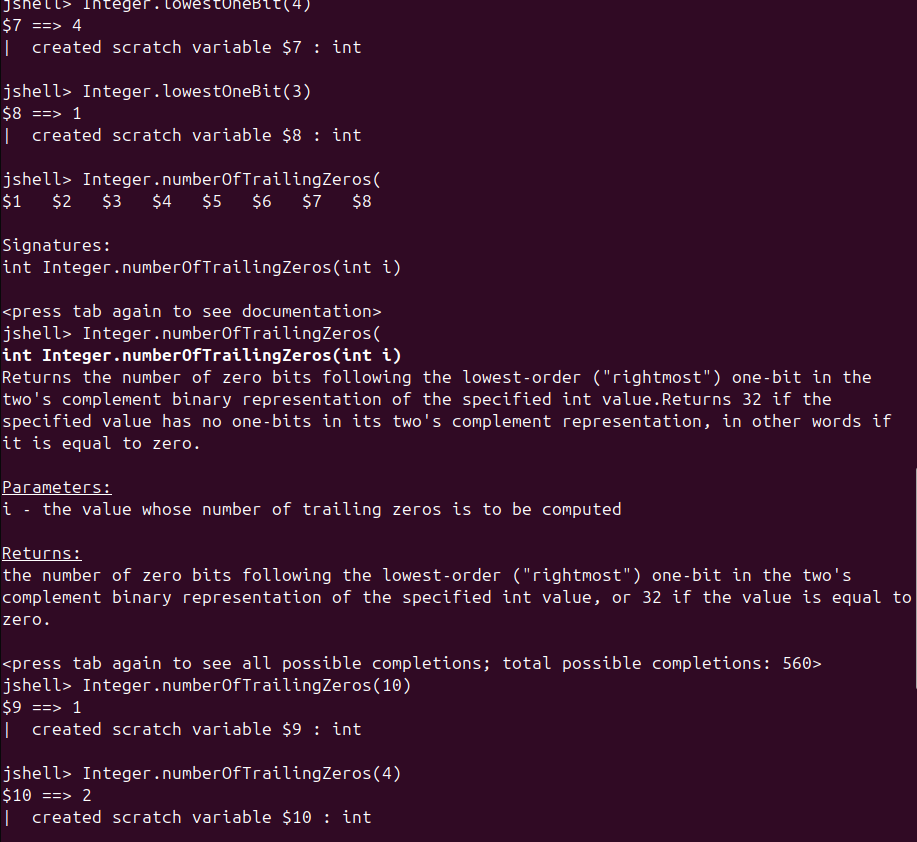 jshell> Integer.lowestOneBit(4)
$7 ==> 4
|  created scratch variable $7 : int

jshell> Integer.lowestOneBit(3)
$8 ==> 1
|  created scratch variable $8 : int

jshell> Integer.numberOfTrailingZeros(
$1   $2   $3   $4   $5   $6   $7   $8

Signatures:
int Integer.numberOfTrailingZeros(int i)

<press tab again to see documentation>
jshell> Integer.numberOfTrailingZeros(
int Integer.numberOfTrailingZeros(int i)
Returns the number of zero bits following the lowest-order ("rightmost") one-bit in the
two's complement binary representation of the specified int value.Returns 32 if the
specified value has no one-bits in its two's complement representation, in other words if
it is equal to zero.

Parameters:
i - the value whose number of trailing zeros is to be computed

Returns:
the number of zero bits following the lowest-order ("rightmost") one-bit in the two's
complement binary representation of the specified int value, or 32 if the value is equal to
zero.

<press tab again to see all possible completions; total possible completions: 560>
jshell> Integer.numberOfTrailingZeros(10)
$9 ==> 1
|  created scratch variable $9 : int

jshell> Integer.numberOfTrailingZeros(4)
$10 ==> 2
|  created scratch variable $10 : int